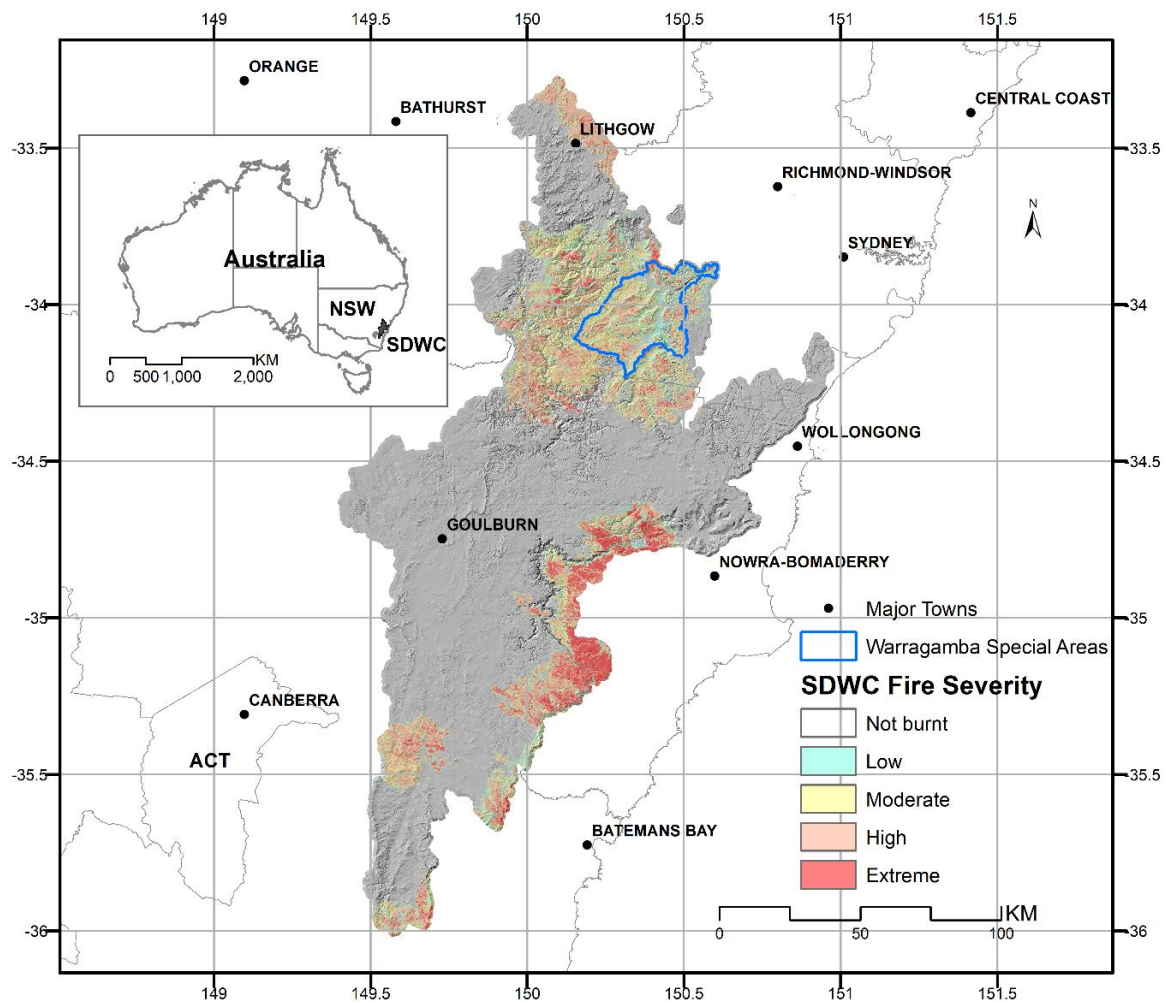 149
149.5
150
150.5
151
151.5
ORANGE
BATHURST
CENTRAL COAST
LITHGOW
-33.5
-33.5
RICHMOND-WINDSOR
N
SYDNEY
Australia
NSW
SDWC
KM
0 500 1,000 2,000
-34
-34
WOLLONGONG
-34.5
-34.5
GOULBURN
NOWRA-BOMADERRY
-35
-35
Major Towns
Warragamba Special Areas
SDWC Fire Severity
Not burnt
Low
Moderate
High
Extreme
CANBERRA
ACT
-35.5
-35.5
BATEMANS BAY
KM
0 50 100
-36
-36
149
149.5
150
150.5
151
151.5